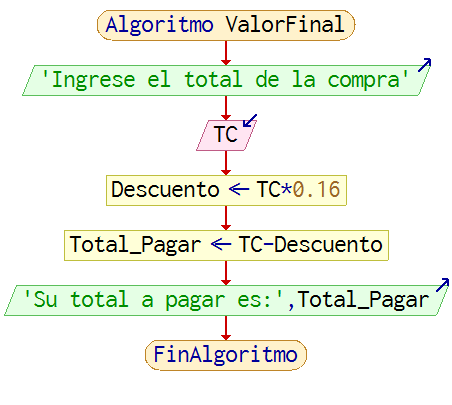 Algoritmo ValorFinal
'Ingrese el total de la compra'
TC
Descuento ← TC*0.16
Total_Pagar ← TC-Descuento
'Su total a pagar es:',Total_Pagar
FinAlgoritmo